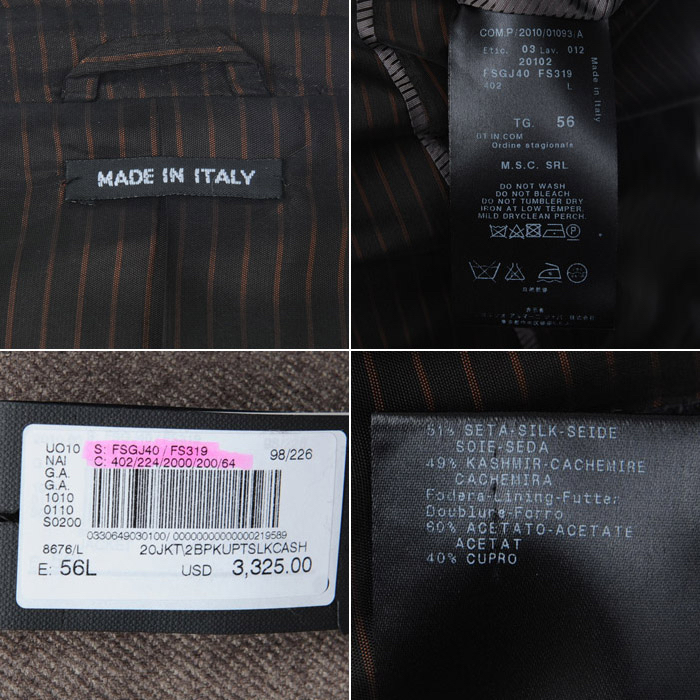 MADE IN ITALY
COM.P/2010/01093/A
Etic. 03 Lav. 012
20102
FSGJ40 FS319
402 L
Made in Italy
TG. 56
Ordine stagionale
M.S.C. SRL
DO NOT WASH
DO NOT BLEACH
DO NOT TUMBLER DRY
IRON AT LOW TEMPER.
MILD DRYCLEAN PERCH.
UO10 S: FSGJ40 / FS319 98/226
NAI C: 402/224/2000/200/64
G.A.
G.A.
1010
0110
S0200
0330649030100/ 00000000000000219589
8676/L 20JKT\2BPKUPTSLKCASH
E: 56L USD 3,325.00
51% SETA-SILK-SEIDE
SOIE-SEDA
49% KASHMIR-CACHEMIRE
CACHEMIRA
Fodera-Lining-Futter
Doublure-Forro
60% ACETATO-ACETATE
ACETAT
40% CUPRO